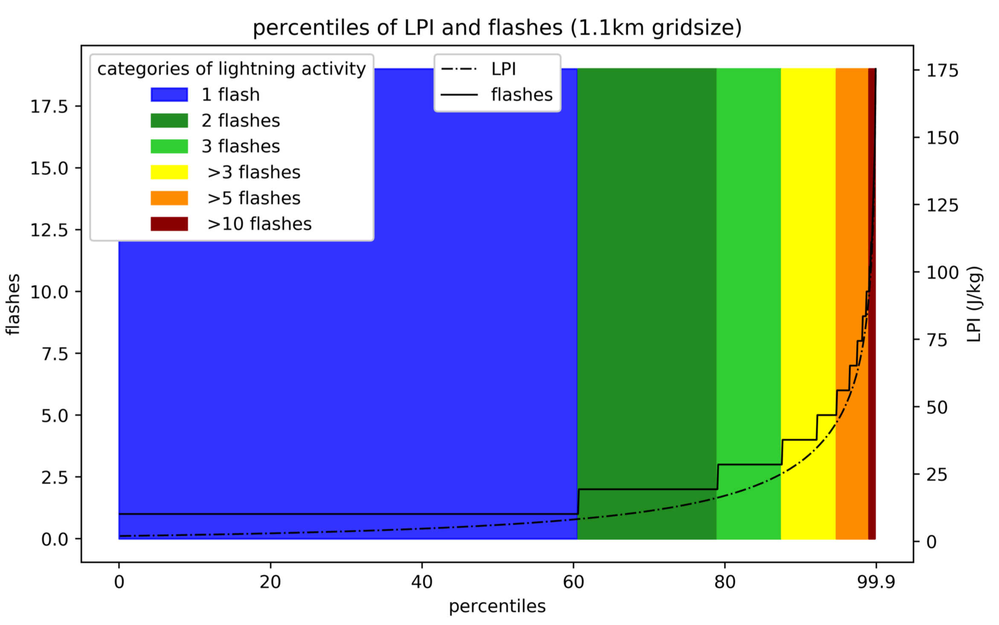 percentiles of LPI and flashes (1.1km gridsize)
categories of lightning activity
1 flash
2 flashes
3 flashes
>3 flashes
>5 flashes
>10 flashes
LPI
flashes
flashes
17.5
15.0
12.5
10.0
7.5
5.0
2.5
0.0
175
150
125
100
75
50
25
0
LPI (J/kg)
0 20 40 60 80 99.9
percentiles